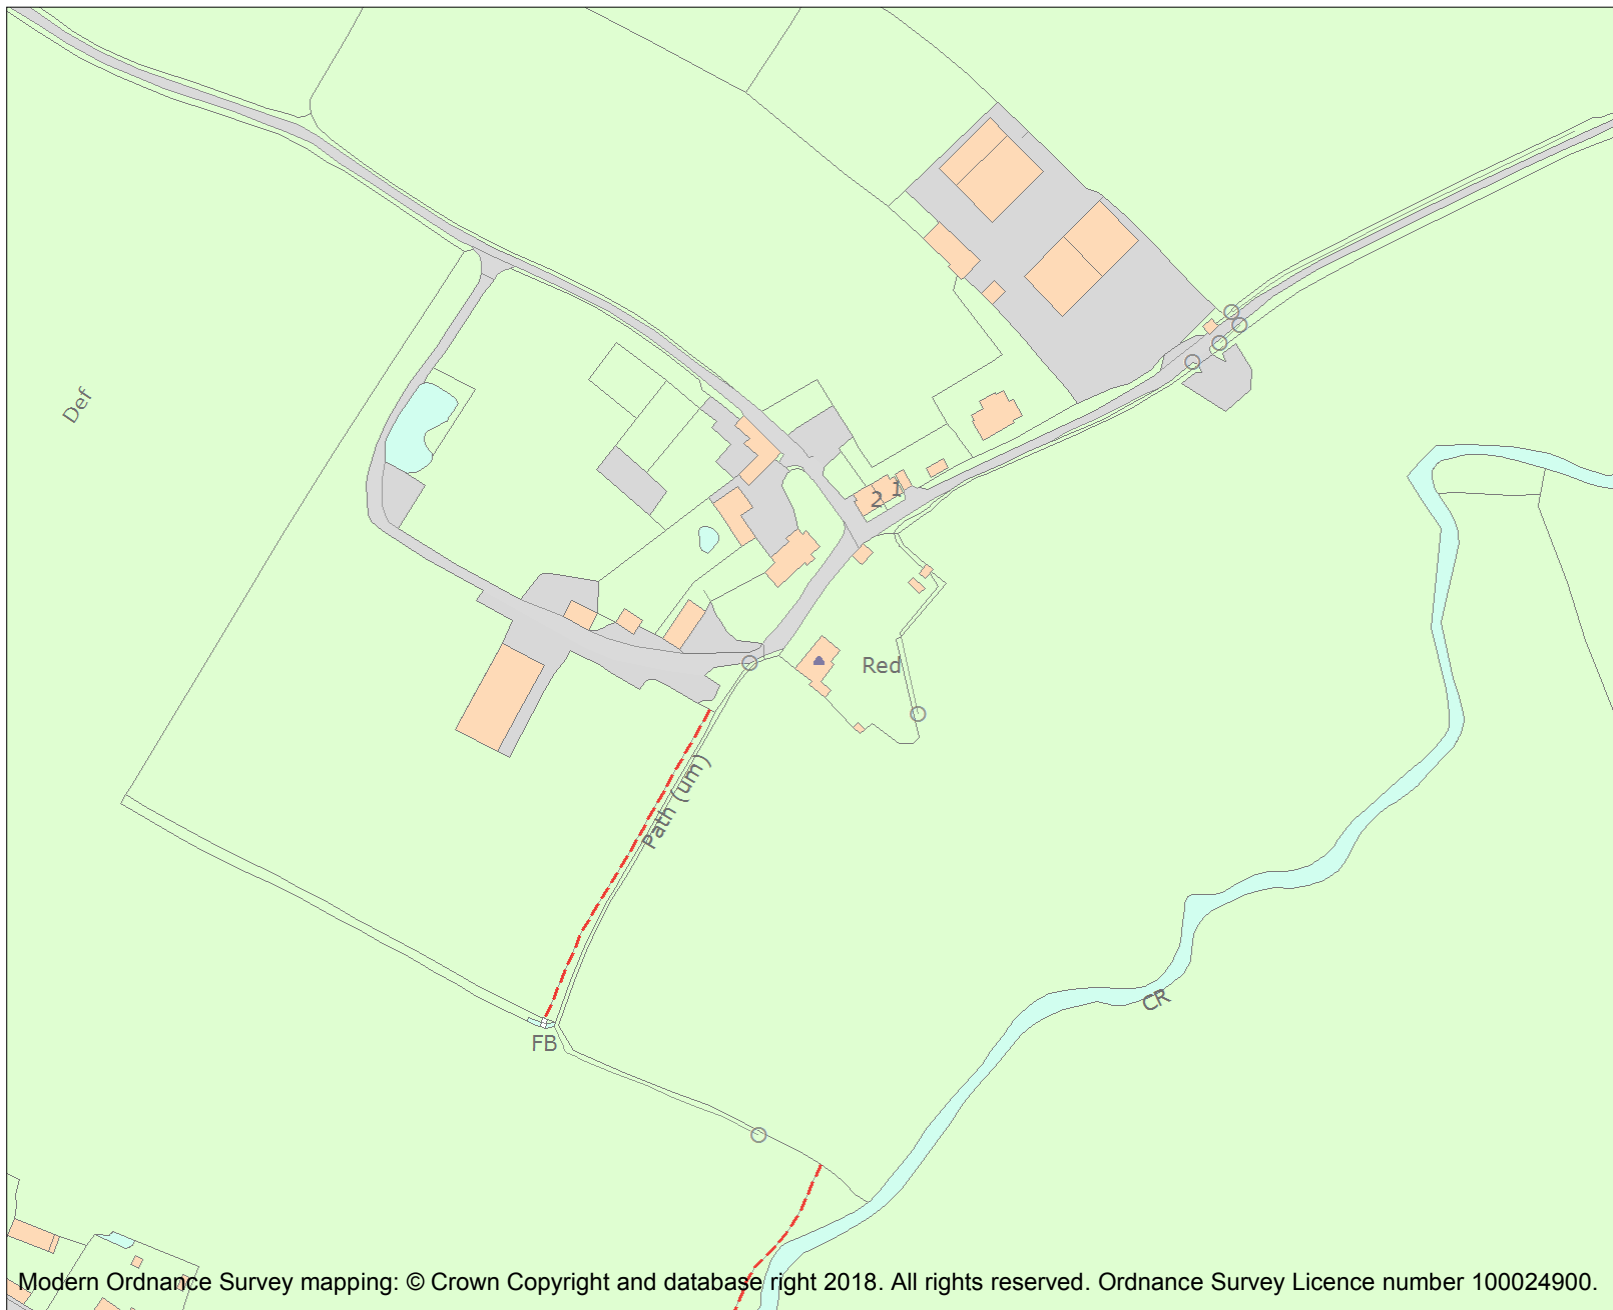 Def
2 1
Red
Path (um)
CR
FB
Modern Ordnance Survey mapping: © Crown Copyright and database right 2018. All rights reserved. Ordnance Survey Licence number 100024900.